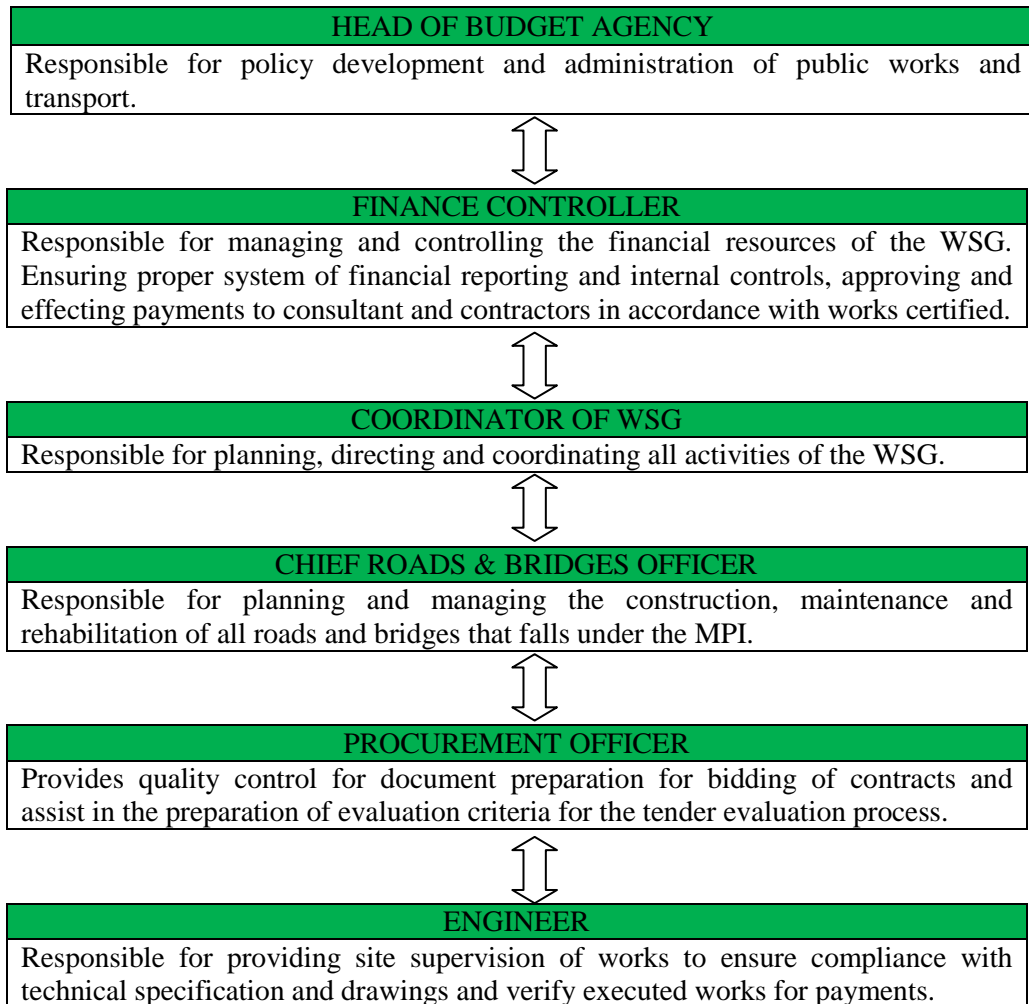 HEAD OF BUDGET AGENCY
Responsible for policy development and administration of public works and
transport.
FINANCE CONTROLLER
Responsible for managing and controlling the financial resources of the WSG.
Ensuring proper system of financial reporting and internal controls, approving and
effecting payments to consultant and contractors in accordance with works certified.
COORDINATOR OF WSG
Responsible for planning, directing and coordinating all activities of the WSG.
CHIEF ROADS & BRIDGES OFFICER
Responsible for planning and managing the construction, maintenance and
rehabilitation of all roads and bridges that falls under the MPI.
PROCUREMENT OFFICER
Provides quality control for document preparation for bidding of contracts and
assist in the preparation of evaluation criteria for the tender evaluation process.
ENGINEER
Responsible for providing site supervision of works to ensure compliance with
technical specification and drawings and verify executed works for payments.